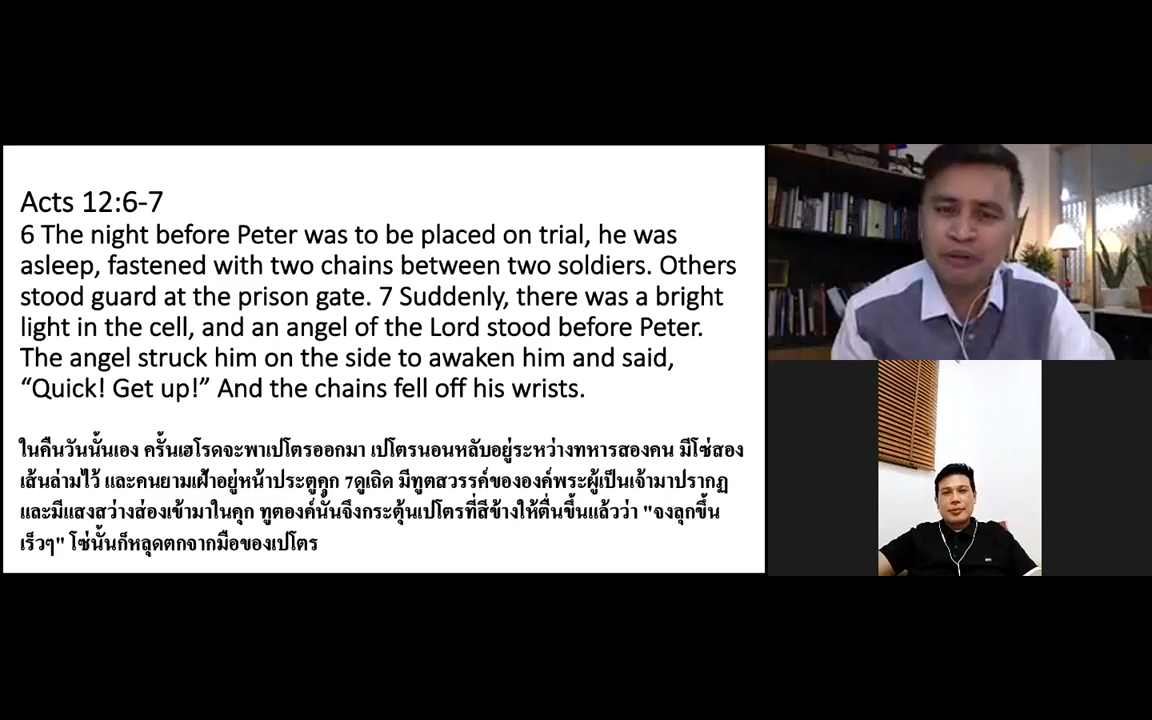 Acts 12:6-7
6 The night before Peter was to be placed on trial, he was
asleep, fastened with two chains between two soldiers. Others
stood guard at the prison gate. 7 Suddenly, there was a bright
light in the cell, and an angel of the Lord stood before Peter.
The angel struck him on the side to awaken him and said,
“Quick! Get up!” And the chains fell off his wrists.
ในคืนวันนั้นเอง ครั้นเฮโรดจะพาเปโตรออกมา เปโตรนอนหลับอยู่ระหว่างทหารสองคน มีโซ่สอง
เส้นล่ามไว้ และคนยามเฝ้าอยู่หน้าประตูคุก 7ดูเถิด มีทูตสวรรค์ขององค์พระผู้เป็นเจ้ามาปรากฏ
และมีแสงสว่างส่องเข้ามาในคุก ทูตองค์นั้นจึงกระตุ้นเปโตรที่สีข้างให้ตื่นขึ้นแล้วว่า "จงลุกขึ้น
เร็วๆ" โซ่นั้นก็หลุดตกจากมือของเปโตร